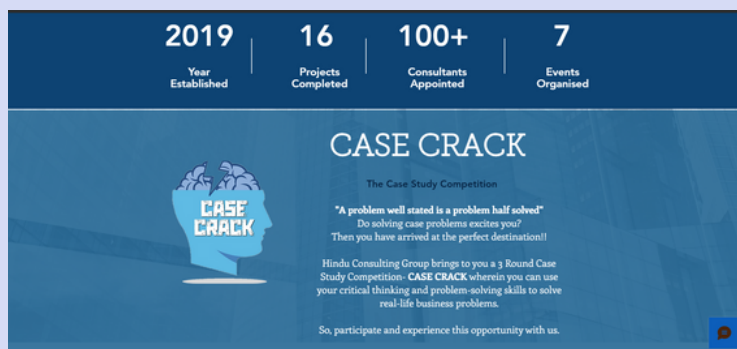 2019
16
100+
7
Year
Established
Projects
Completed
Consultants
Appointed
Events
Organised
CASE CRACK
The Case Study Competition
CASE
CRACK
"A problem well stated is a problem half solved"
Do solving case problems excites you?
Then you have arrived at the perfect destination!!
Hindu Consulting Group brings to you a 3 Round Case
Study Competition- CASE CRACK wherein you can use
your critical thinking and problem-solving skills to solve
real-life business problems.
So, participate and experience this opportunity with us.